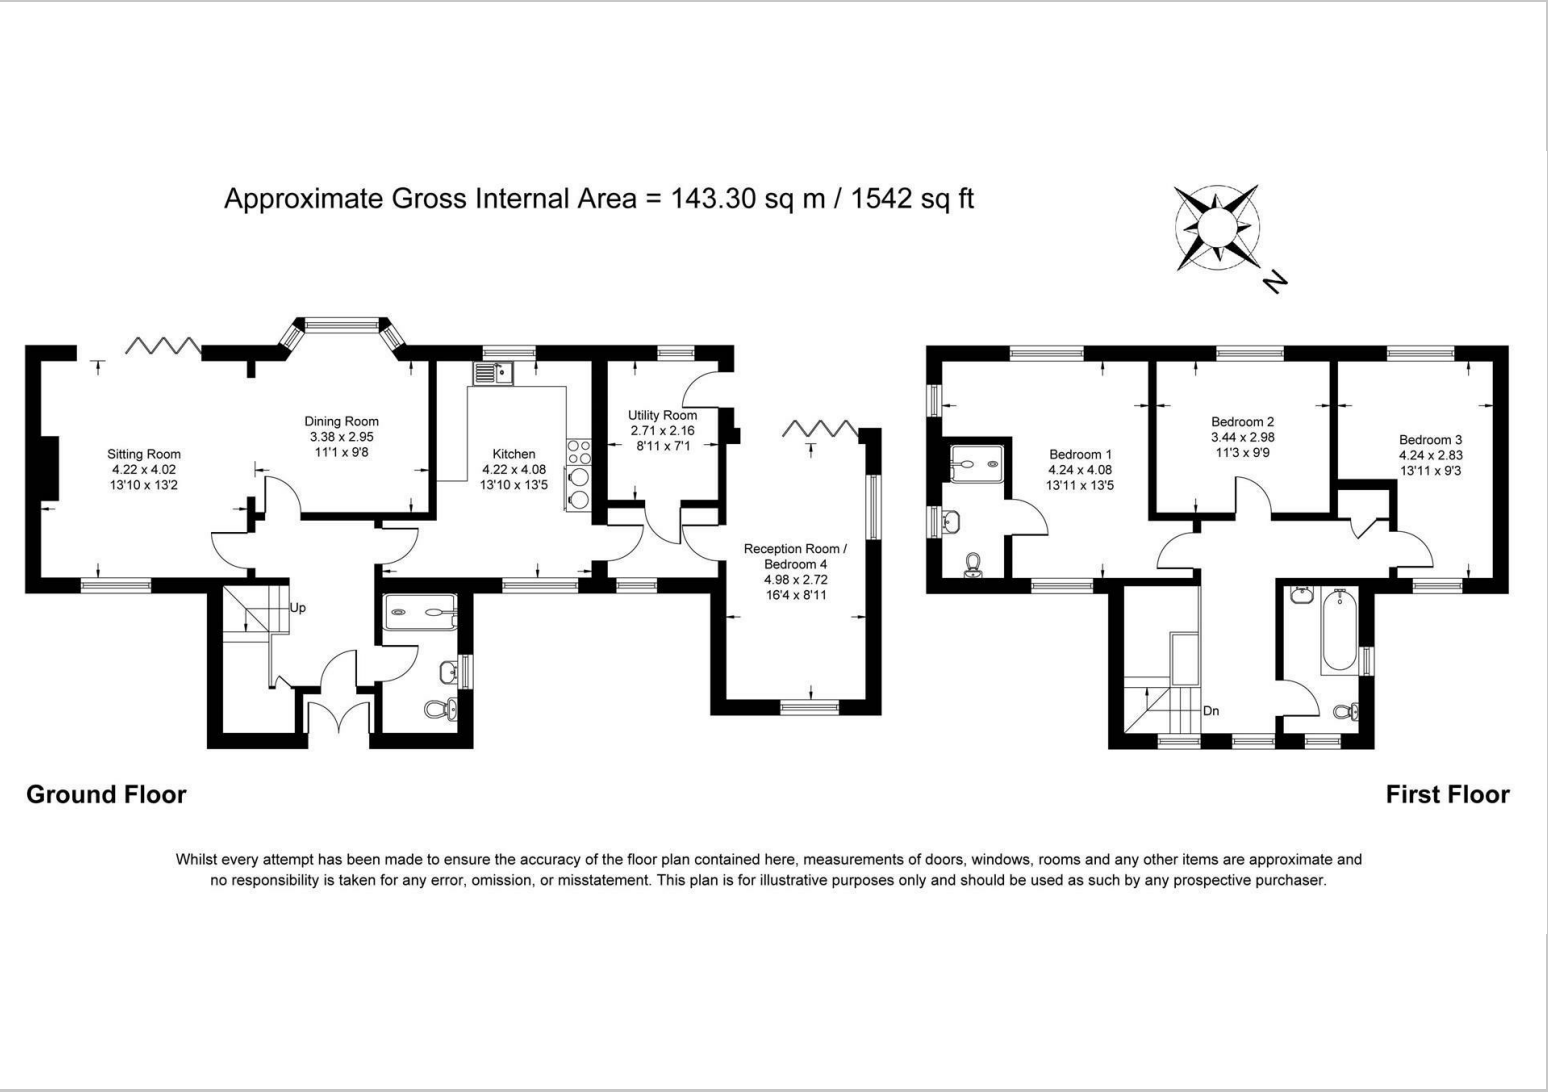 Approximate Gross Internal Area = 143.30 sq m / 1542 sq ft
N
Sitting Room
4.22 x 4.02
13'10 x 13'2
Dining Room
3.38 x 2.95
11'1 x 9'8
Kitchen
4.22 x 4.08
13'10 x 13'5
Utility Room
2.71 x 2.16
8'11 x 7'1
Reception Room /
Bedroom 4
4.98 x 2.72
16'4 x 8'11
Up
Bedroom 1
4.24 x 4.08
13'11 x 13'5
Bedroom 2
3.44 x 2.98
11'3 x 9'9
Bedroom 3
4.24 x 2.83
13'11 x 9'3
Dn
Ground Floor
First Floor
Whilst every attempt has been made to ensure the accuracy of the floor plan contained here, measurements of doors, windows, rooms and any other items are approximate and
no responsibility is taken for any error, omission, or misstatement. This plan is for illustrative purposes only and should be used as such by any prospective purchaser.